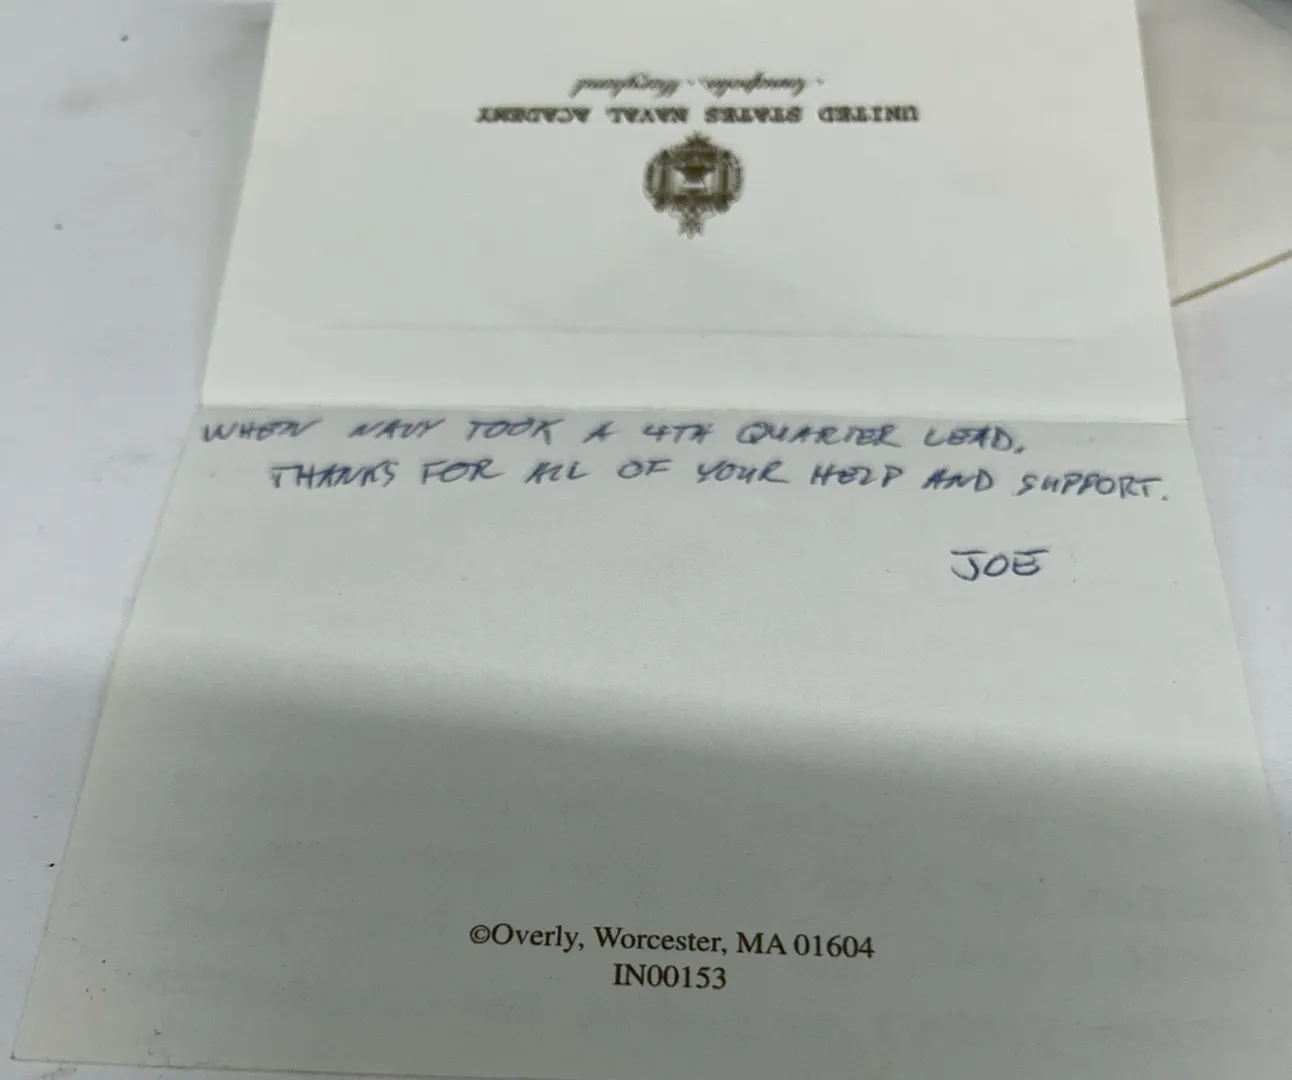 · Annapolis, Maryland ·
UNITED STATES NAVAL ACADEMY
WHEN NAVY TOOK A 4TH QUARTER LEAD.
THANKS FOR ALL OF YOUR HELP AND SUPPORT.
JOE
©Overly, Worcester, MA 01604
IN00153